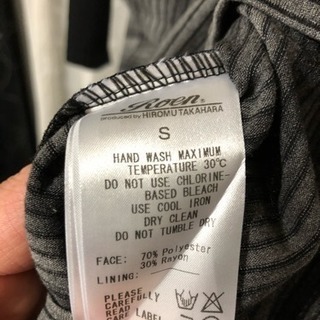 Roen®
produced by HIROMU TAKAHARA
S
HAND WASH MAXIMUM
TEMPERATURE 30°C
DO NOT USE CHLORINE-
BASED BLEACH
USE COOL IRON
DRY CLEAN
DO NOT TUMBLE DRY
FACE: 70% Polyester
30% Rayon
LINING:
PLEASE
CAREFULLY
READ
CARE LABEL